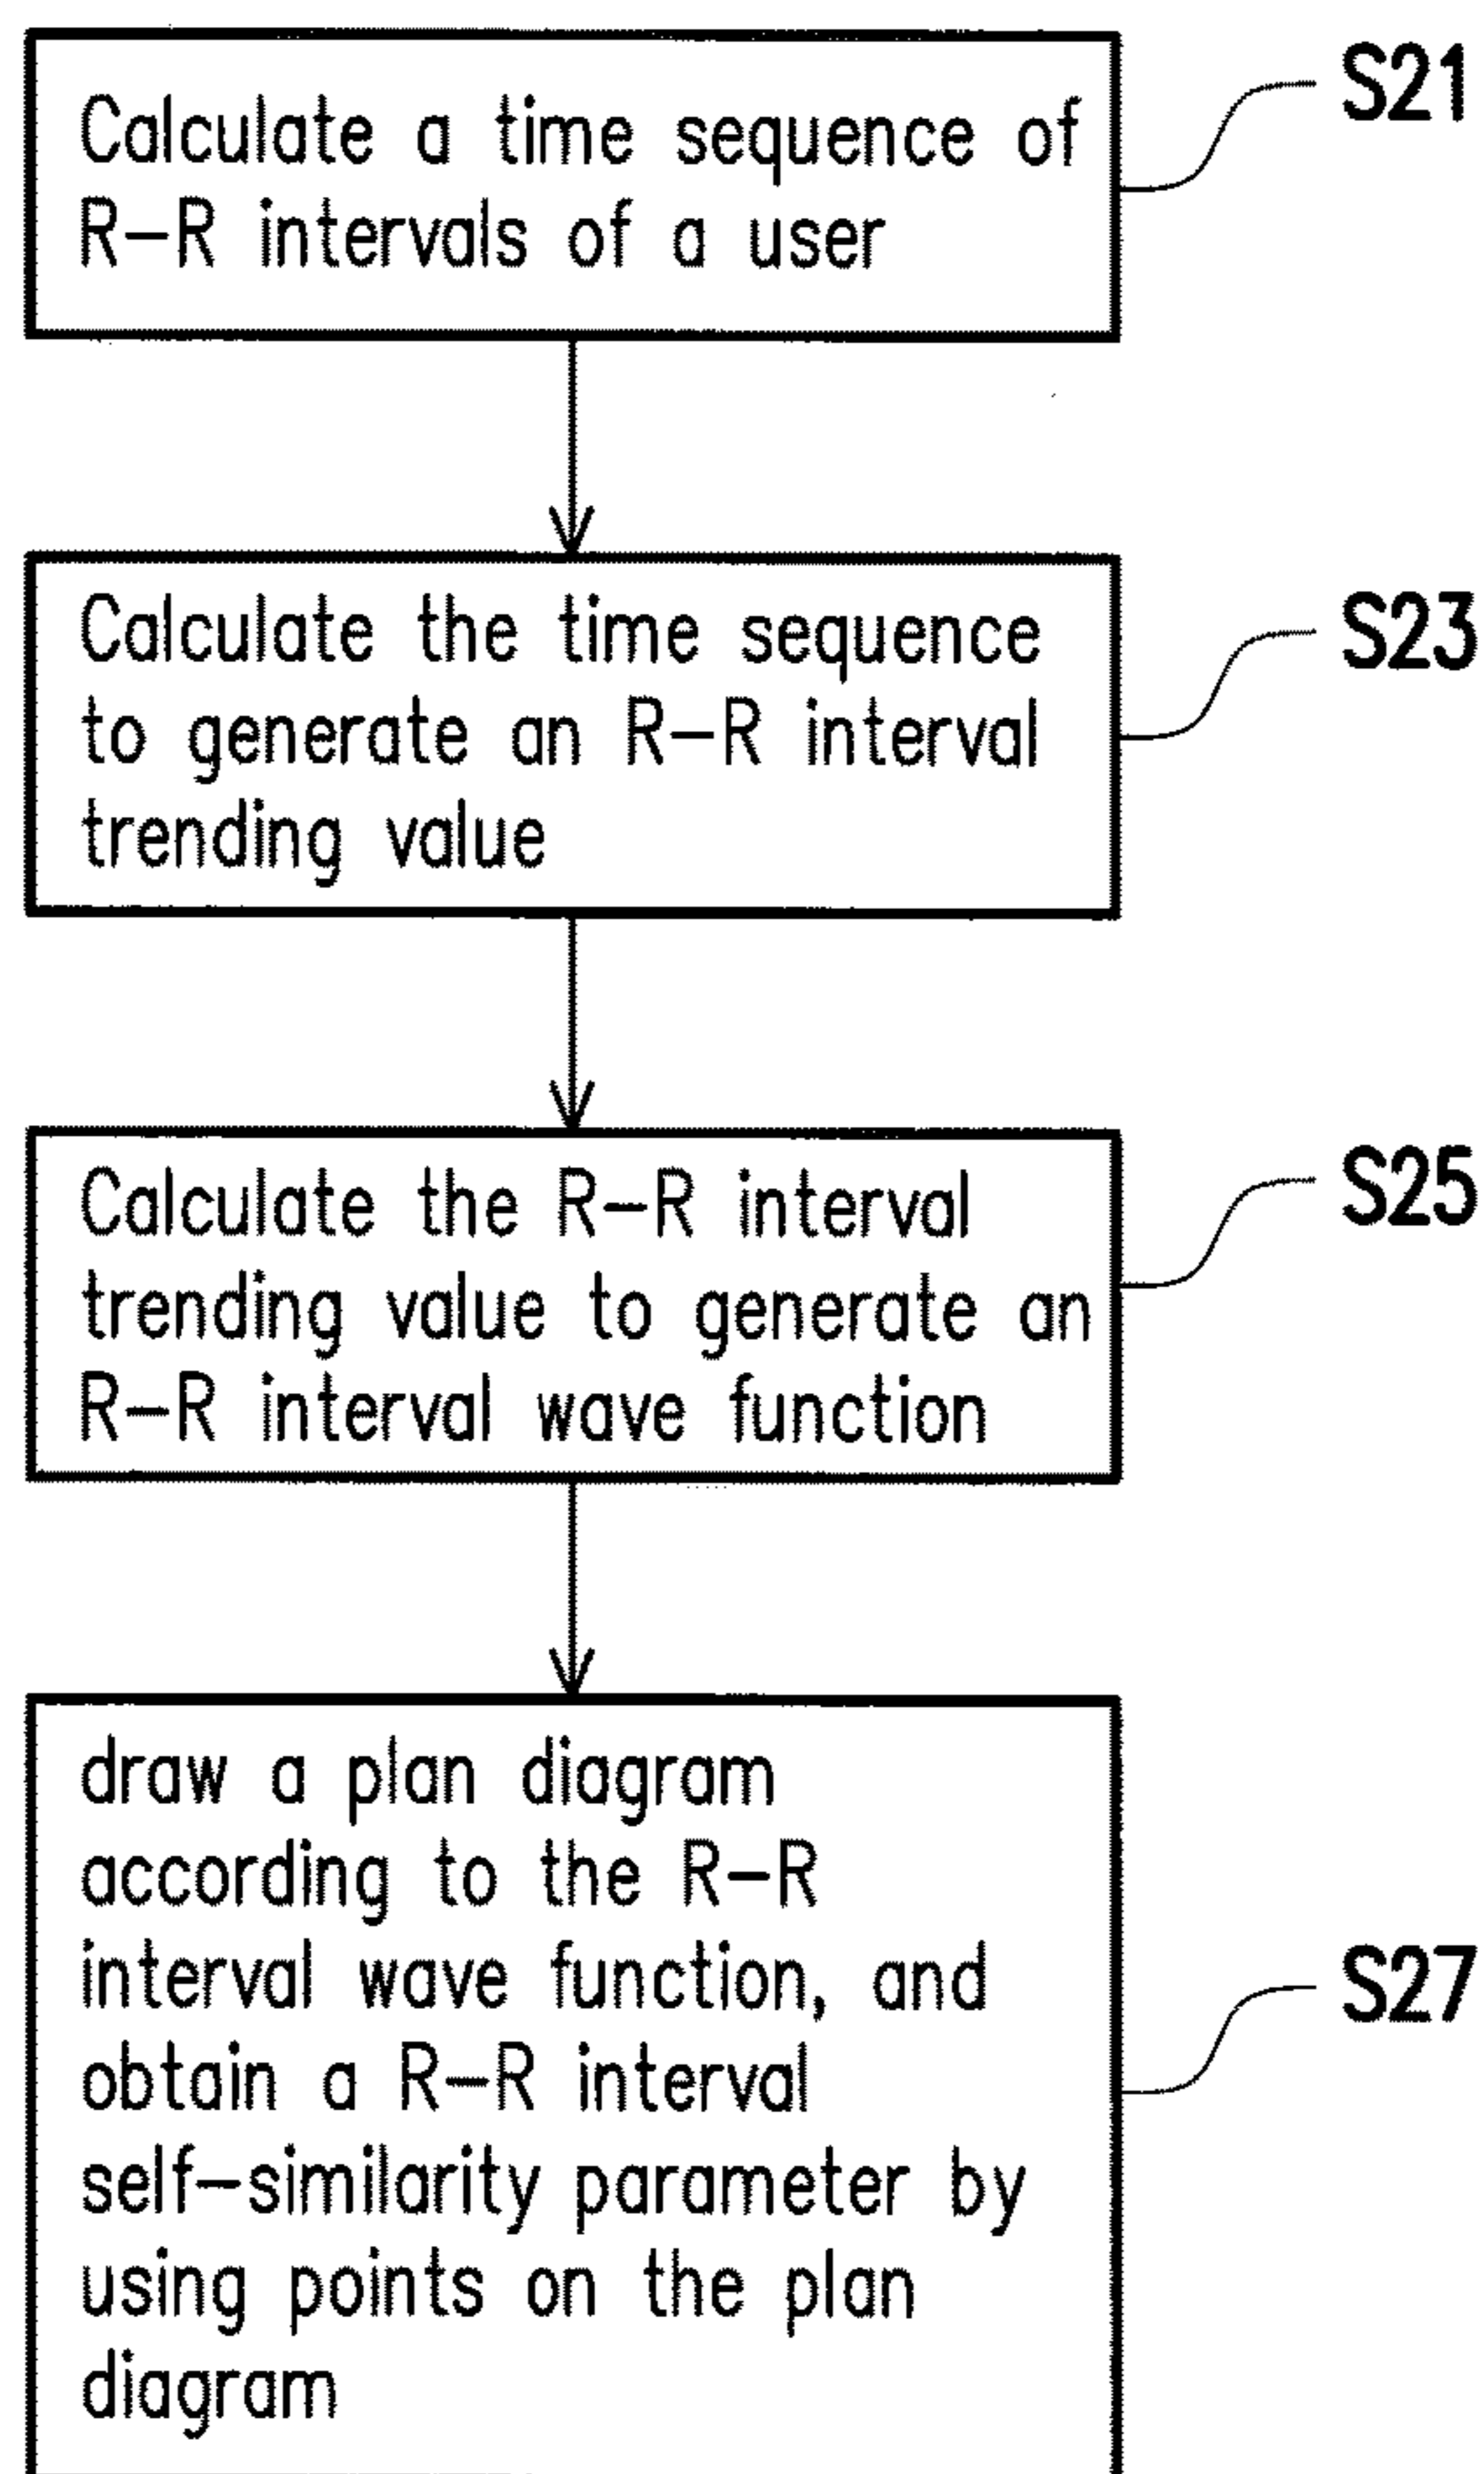 Calculate a time sequence of
R-R intervals of a user
S21
Calculate the time sequence
to generate an R-R interval
trending value
S23
Calculate the R-R interval
trending value to generate an
R-R interval wave function
S25
draw a plan diagram
according to the R-R
interval wave function, and
obtain a R-R interval
self-similarity parameter by
using points on the plan
diagram
S27